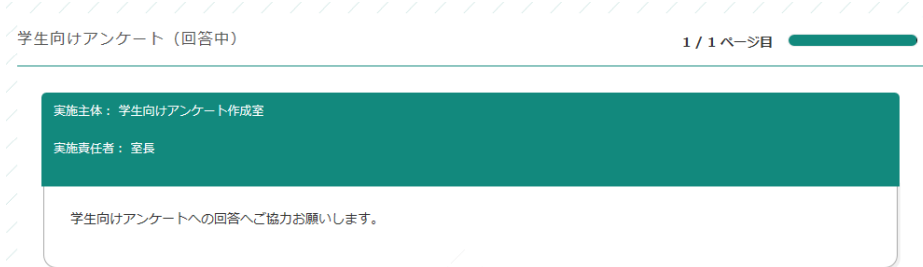 学生向けアンケート（回答中）
1 / 1 ページ目
実施主体： 学生向けアンケート作成室
実施責任者： 室長
学生向けアンケートへの回答へご協力お願いします。